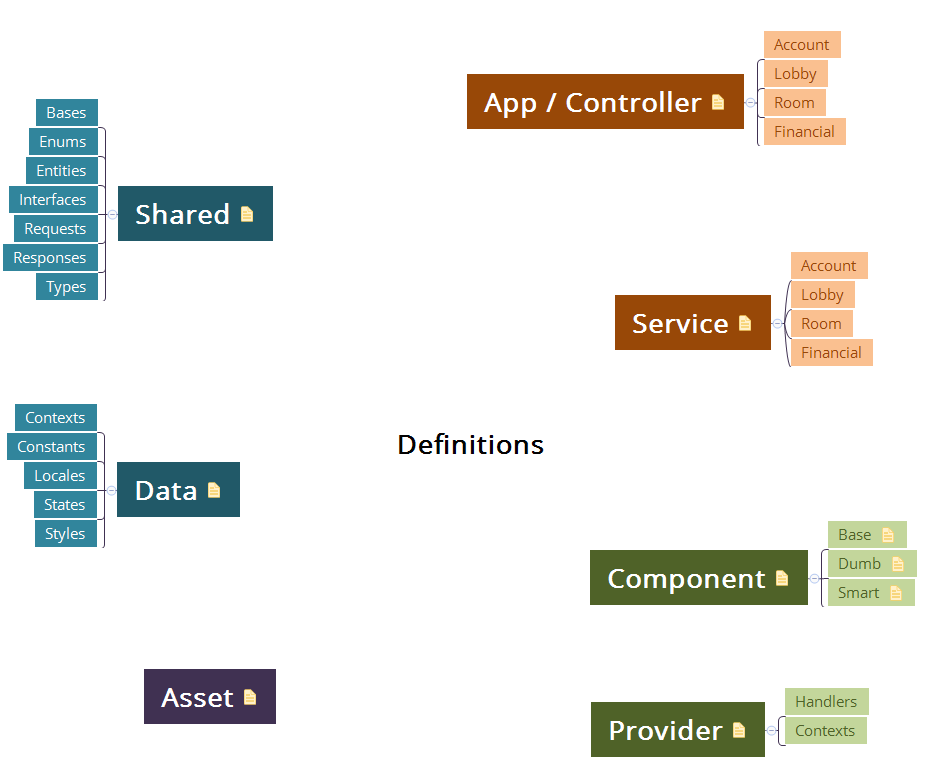 Account
Lobby
App / Controller
Room
Financial
Bases
Enums
Entities
Interfaces
Shared
Requests
Responses
Types
Account
Lobby
Service
Room
Financial
Definitions
Contexts
Constants
Locales
Data
States
Styles
Base
Component
Dumb
Smart
Asset
Handlers
Provider
Contexts